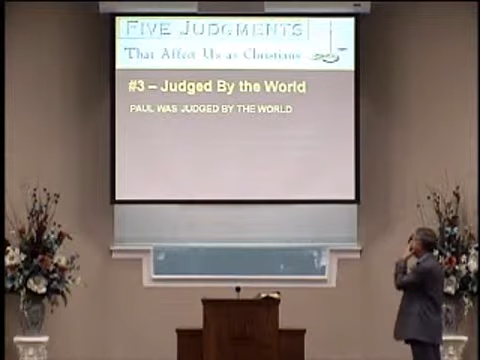 FIVE JUDGMENTS
That Affect Us as Christians
#3 – Judged By the World
PAUL WAS JUDGED BY THE WORLD